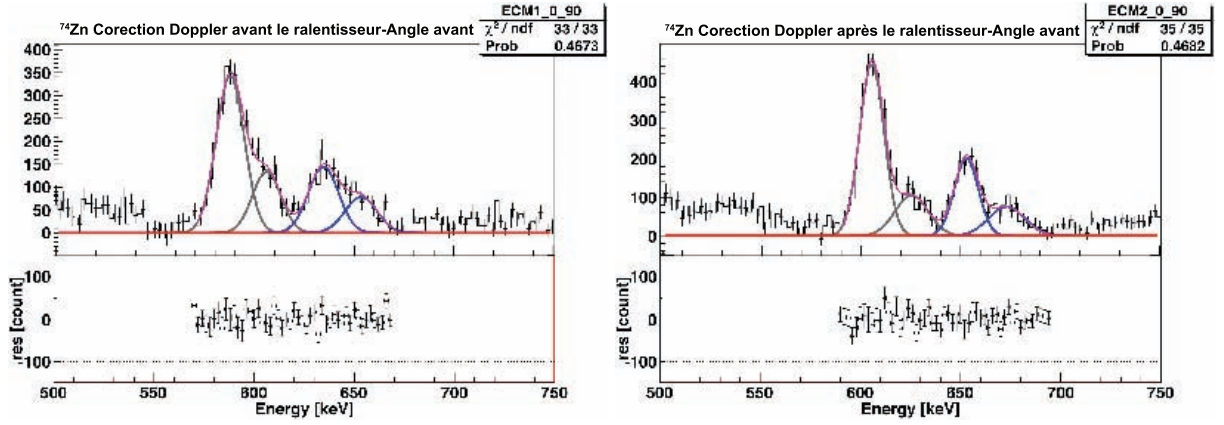 ECM1_0_90
⁷⁴Zn Corection Doppler avant le ralentisseur-Angle avant
χ² / ndf 33 / 33
Prob 0.4673
400
350
300
250
200
150
100
50
0
100
0
-100
res [count]
500 550 600 650 700 750
Energy [keV]
ECM2_0_90
⁷⁴Zn Corection Doppler après le ralentisseur-Angle avant
χ² / ndf 35 / 35
Prob 0.4682
400
300
200
100
0
100
0
-100
res [count]
500 550 600 650 700 750
Energy [keV]